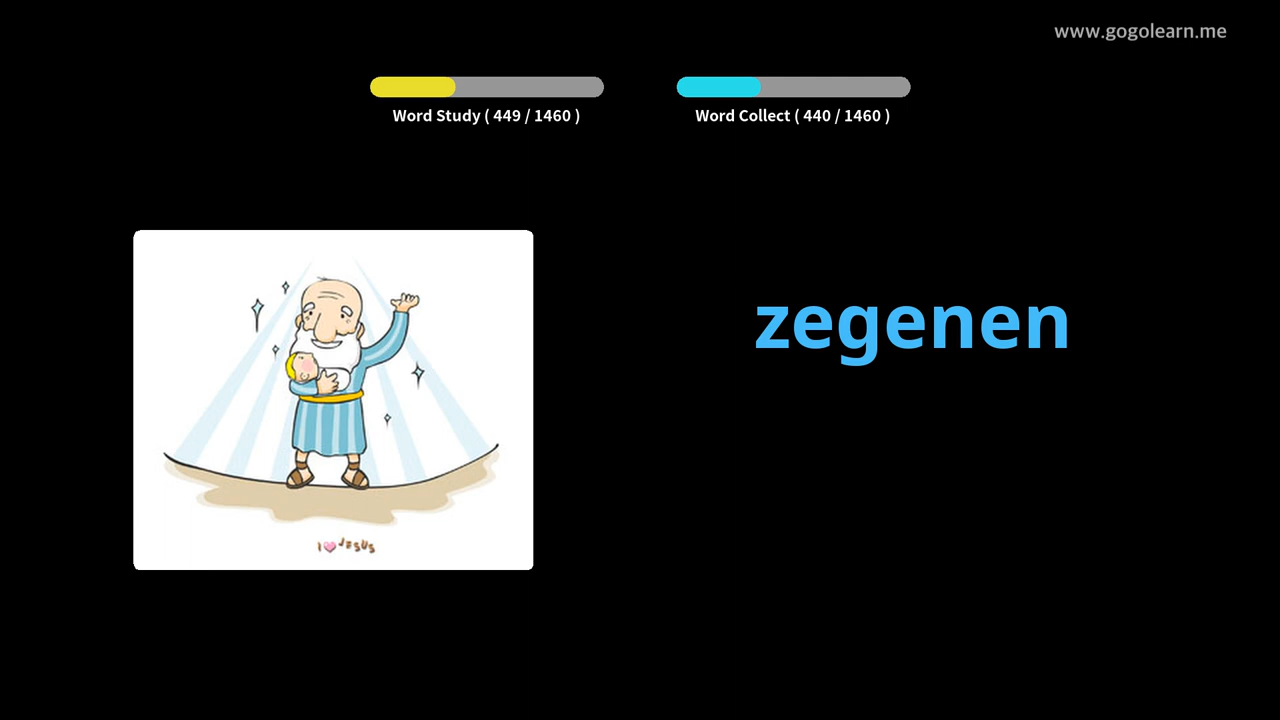 www.gogolearn.me
Word Study ( 449 / 1460 )
Word Collect ( 440 / 1460 )
zegenen
I ❤ JESUS